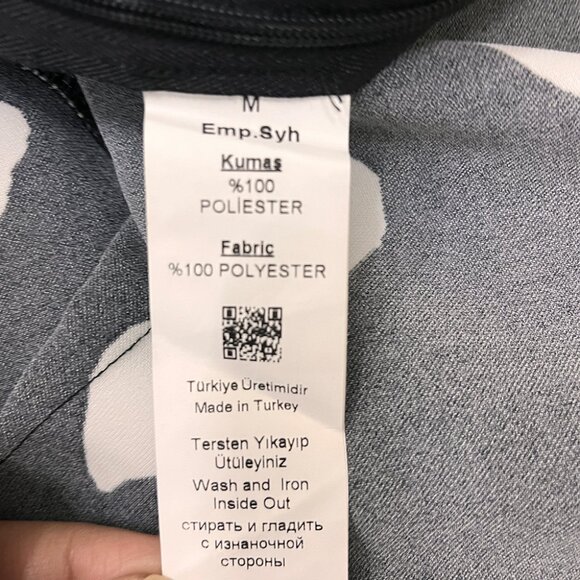 M
Emp.Syh
Kumaş
%100
POLİESTER
Fabric
%100 POLYESTER
Türkiye Üretimidir
Made in Turkey
Tersten Yıkayıp
Ütüleyiniz
Wash and Iron
Inside Out
стирать и гладить
с изнаночной
стороны